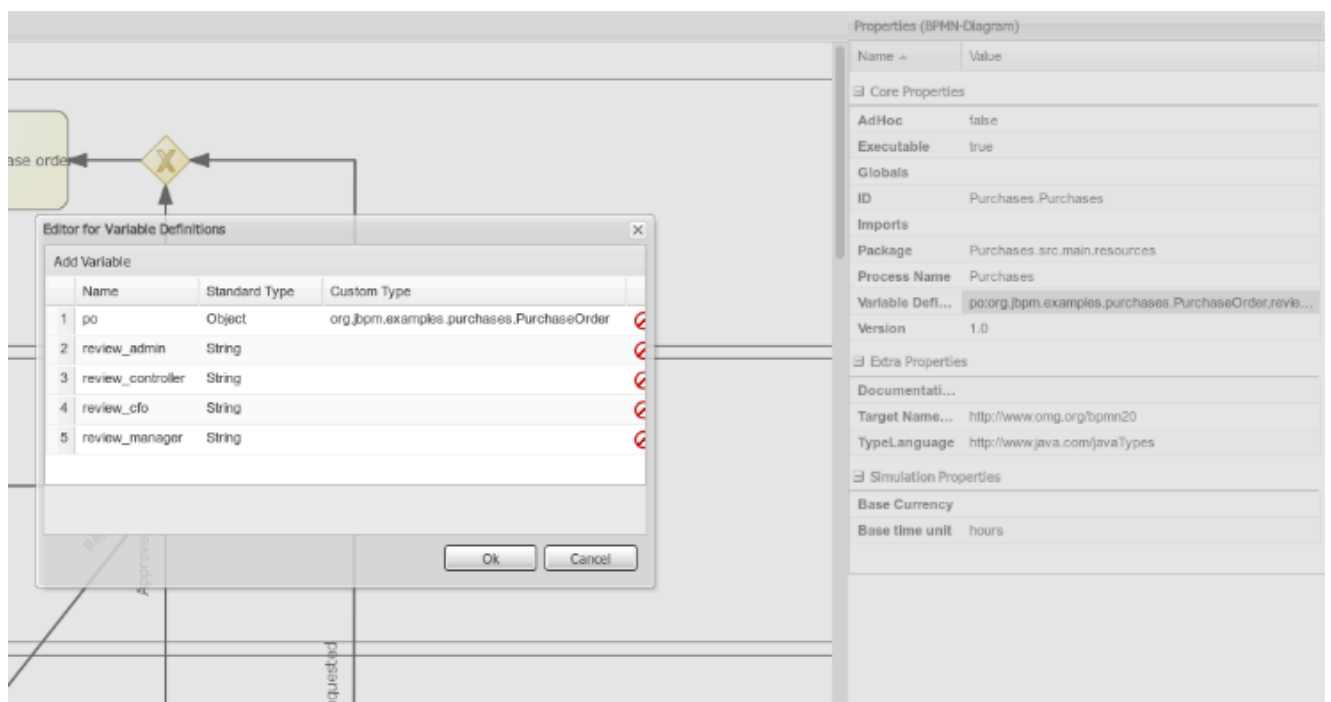 Properties (BPMN-Diagram)
Name Value
Core Properties
AdHoc false
Executable true
Globals
ID Purchases.Purchases
Imports
Package Purchases.src.main.resources
Process Name Purchases
Variable Defi... po:org.jbpm.examples.purchases.PurchaseOrder,revie...
Version 1.0
Extra Properties
Documentati...
Target Name... http://www.omg.org/bpmn20
TypeLanguage http://www.java.com/javaTypes
Simulation Properties
Base Currency
Base time unit hours
ase order
X
Editor for Variable Definitions
Add Variable
Name Standard Type Custom Type
1 po Object org.jbpm.examples.purchases.PurchaseOrder
2 review_admin String
3 review_controller String
4 review_cfo String
5 review_manager String
Ok Cancel
Approve
quested